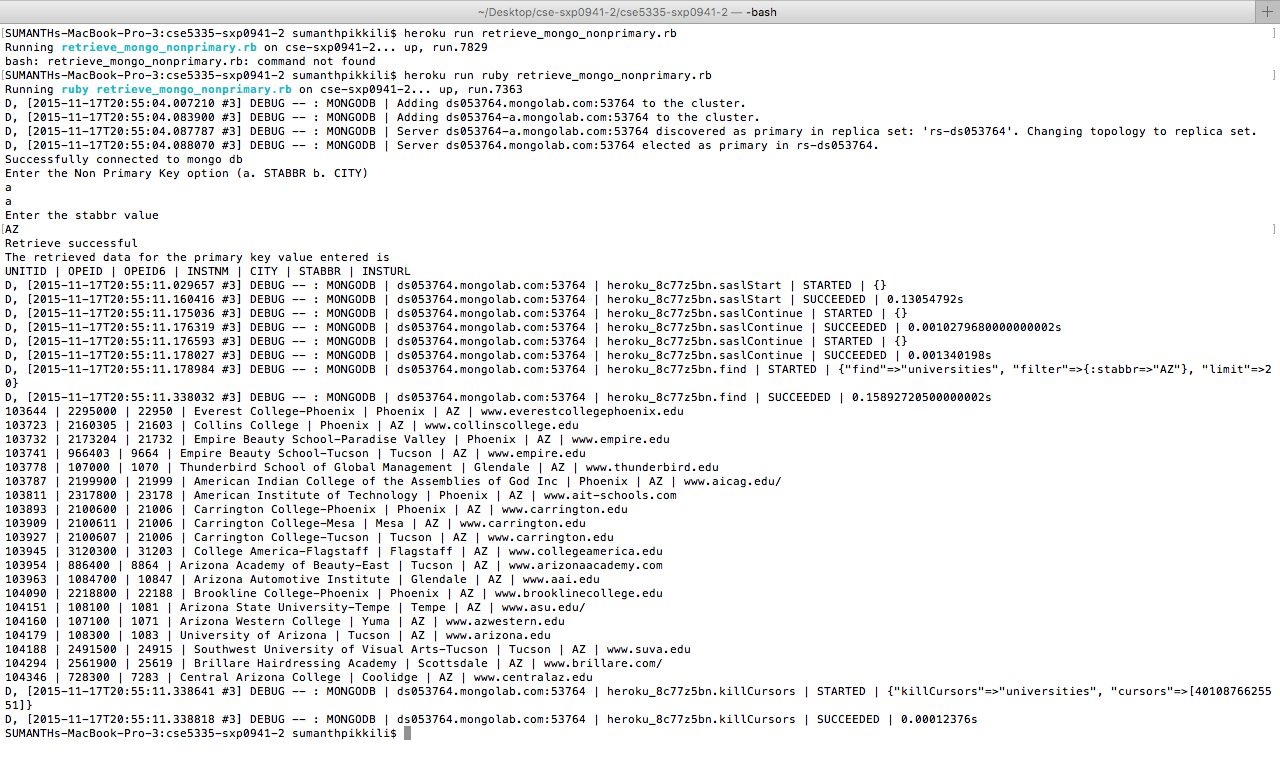 ~/Desktop/cse-sxp0941-2/cse5335-sxp0941-2 — -bash
[SUMANTHs-MacBook-Pro-3:cse5335-sxp0941-2 sumanthpikkili$ heroku run retrieve_mongo_nonprimary.rb ]
Running retrieve_mongo_nonprimary.rb on cse-sxp0941-2... up, run.7829
bash: retrieve_mongo_nonprimary.rb: command not found
[SUMANTHs-MacBook-Pro-3:cse5335-sxp0941-2 sumanthpikkili$ heroku run ruby retrieve_mongo_nonprimary.rb ]
Running ruby retrieve_mongo_nonprimary.rb on cse-sxp0941-2... up, run.7363
D, [2015-11-17T20:55:04.007210 #3] DEBUG -- : MONGODB | Adding ds053764.mongolab.com:53764 to the cluster.
D, [2015-11-17T20:55:04.083900 #3] DEBUG -- : MONGODB | Adding ds053764-a.mongolab.com:53764 to the cluster.
D, [2015-11-17T20:55:04.087787 #3] DEBUG -- : MONGODB | Server ds053764-a.mongolab.com:53764 discovered as primary in replica set: 'rs-ds053764'. Changing topology to replica set.
D, [2015-11-17T20:55:04.088070 #3] DEBUG -- : MONGODB | Server ds053764.mongolab.com:53764 elected as primary in rs-ds053764.
Successfully connected to mongo db
Enter the Non Primary Key option (a. STABBR b. CITY)
a
a
Enter the stabbr value
[AZ ]
Retrieve successful
The retrieved data for the primary key value entered is
UNITID | OPEID | OPEID6 | INSTNM | CITY | STABBR | INSTURL
D, [2015-11-17T20:55:11.029657 #3] DEBUG -- : MONGODB | ds053764.mongolab.com:53764 | heroku_8c77z5bn.saslStart | STARTED | {}
D, [2015-11-17T20:55:11.160416 #3] DEBUG -- : MONGODB | ds053764.mongolab.com:53764 | heroku_8c77z5bn.saslStart | SUCCEEDED | 0.13054792s
D, [2015-11-17T20:55:11.175036 #3] DEBUG -- : MONGODB | ds053764.mongolab.com:53764 | heroku_8c77z5bn.saslContinue | STARTED | {}
D, [2015-11-17T20:55:11.176319 #3] DEBUG -- : MONGODB | ds053764.mongolab.com:53764 | heroku_8c77z5bn.saslContinue | SUCCEEDED | 0.0010279680000000002s
D, [2015-11-17T20:55:11.176593 #3] DEBUG -- : MONGODB | ds053764.mongolab.com:53764 | heroku_8c77z5bn.saslContinue | STARTED | {}
D, [2015-11-17T20:55:11.178027 #3] DEBUG -- : MONGODB | ds053764.mongolab.com:53764 | heroku_8c77z5bn.saslContinue | SUCCEEDED | 0.001340198s
D, [2015-11-17T20:55:11.178984 #3] DEBUG -- : MONGODB | ds053764.mongolab.com:53764 | heroku_8c77z5bn.find | STARTED | {"find"=>"universities", "filter"=>{:stabbr=>"AZ"}, "limit"=>2
0}
D, [2015-11-17T20:55:11.338032 #3] DEBUG -- : MONGODB | ds053764.mongolab.com:53764 | heroku_8c77z5bn.find | SUCCEEDED | 0.15892720500000002s
103644 | 2295000 | 22950 | Everest College-Phoenix | Phoenix | AZ | www.everestcollegephoenix.edu
103723 | 2160305 | 21603 | Collins College | Phoenix | AZ | www.collinscollege.edu
103732 | 2173204 | 21732 | Empire Beauty School-Paradise Valley | Phoenix | AZ | www.empire.edu
103741 | 966403 | 9664 | Empire Beauty School-Tucson | Tucson | AZ | www.empire.edu
103778 | 107000 | 1070 | Thunderbird School of Global Management | Glendale | AZ | www.thunderbird.edu
103787 | 2199900 | 21999 | American Indian College of the Assemblies of God Inc | Phoenix | AZ | www.aicag.edu/
103811 | 2317800 | 23178 | American Institute of Technology | Phoenix | AZ | www.ait-schools.com
103893 | 2100600 | 21006 | Carrington College-Phoenix | Phoenix | AZ | www.carrington.edu
103909 | 2100611 | 21006 | Carrington College-Mesa | Mesa | AZ | www.carrington.edu
103927 | 2100607 | 21006 | Carrington College-Tucson | Tucson | AZ | www.carrington.edu
103945 | 3120300 | 31203 | College America-Flagstaff | Flagstaff | AZ | www.collegeamerica.edu
103954 | 886400 | 8864 | Arizona Academy of Beauty-East | Tucson | AZ | www.arizonaacademy.com
103963 | 1084700 | 10847 | Arizona Automotive Institute | Glendale | AZ | www.aai.edu
104090 | 2218800 | 22188 | Brookline College-Phoenix | Phoenix | AZ | www.brooklinecollege.edu
104151 | 108100 | 1081 | Arizona State University-Tempe | Tempe | AZ | www.asu.edu/
104160 | 107100 | 1071 | Arizona Western College | Yuma | AZ | www.azwestern.edu
104179 | 108300 | 1083 | University of Arizona | Tucson | AZ | www.arizona.edu
104188 | 2491500 | 24915 | Southwest University of Visual Arts-Tucson | Tucson | AZ | www.suva.edu
104294 | 2561900 | 25619 | Brillare Hairdressing Academy | Scottsdale | AZ | www.brillare.com/
104346 | 728300 | 7283 | Central Arizona College | Coolidge | AZ | www.centralaz.edu
D, [2015-11-17T20:55:11.338641 #3] DEBUG -- : MONGODB | ds053764.mongolab.com:53764 | heroku_8c77z5bn.killCursors | STARTED | {"killCursors"=>"universities", "cursors"=>[40108766255
51]}
D, [2015-11-17T20:55:11.338818 #3] DEBUG -- : MONGODB | ds053764.mongolab.com:53764 | heroku_8c77z5bn.killCursors | SUCCEEDED | 0.00012376s
SUMANTHs-MacBook-Pro-3:cse5335-sxp0941-2 sumanthpikkili$